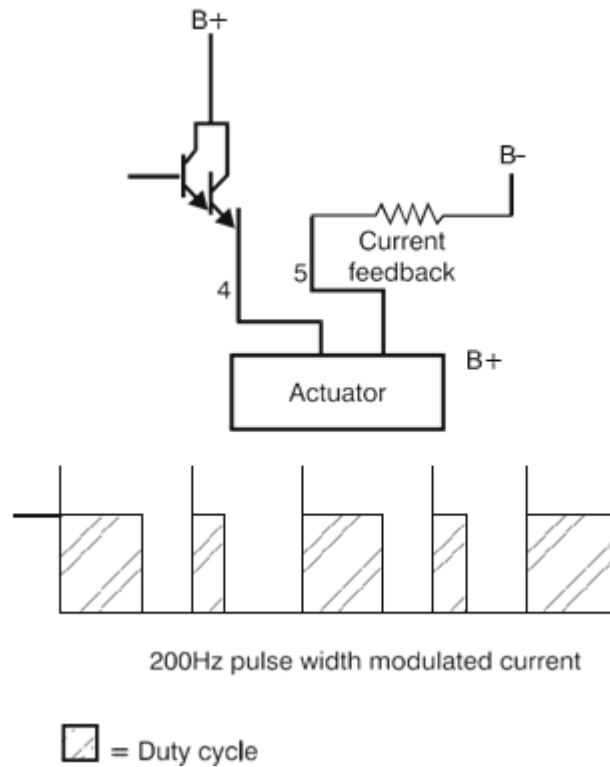 B+
B-
Current
feedback
4
5
B+
Actuator
200Hz pulse width modulated current
= Duty cycle